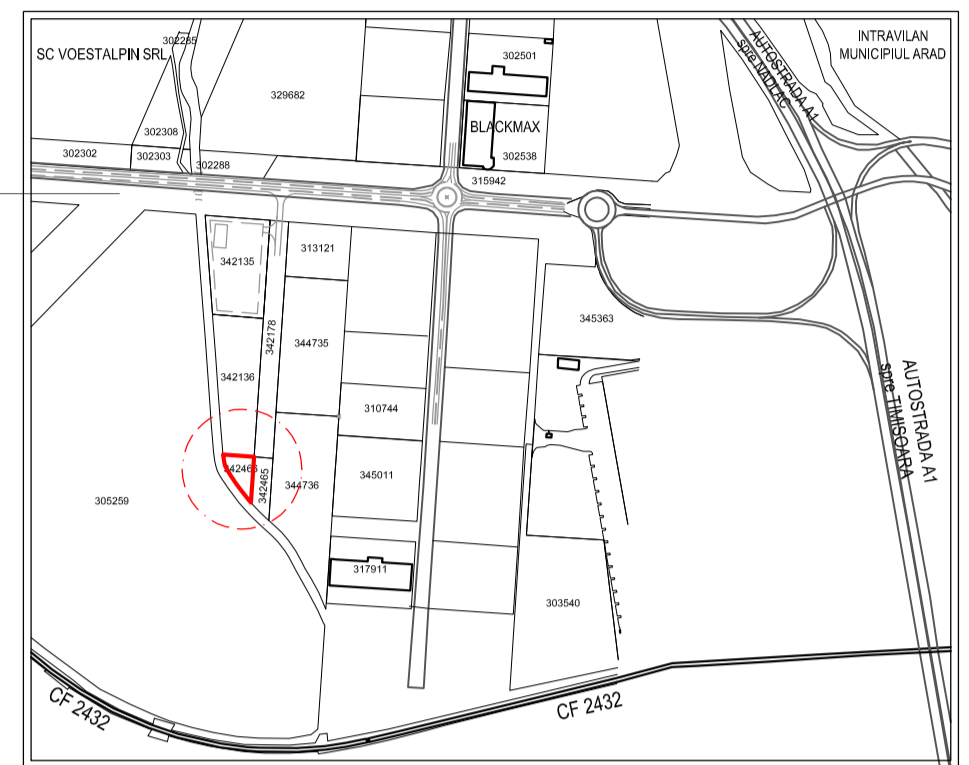 SC VOESTALPIN SRL
302285
INTRAVILAN
MUNICIPIUL ARAD
AUTOSTRADA A1
spre NADLAC
302501
329682
BLACKMAX
302538
302308
302302
302303
302288
315942
342135
313121
342178
344735
345363
342136
310744
AUTOSTRADA A1
spre TIMISOARA
342465
344736
345011
305259
317911
303540
CF 2432
CF 2432